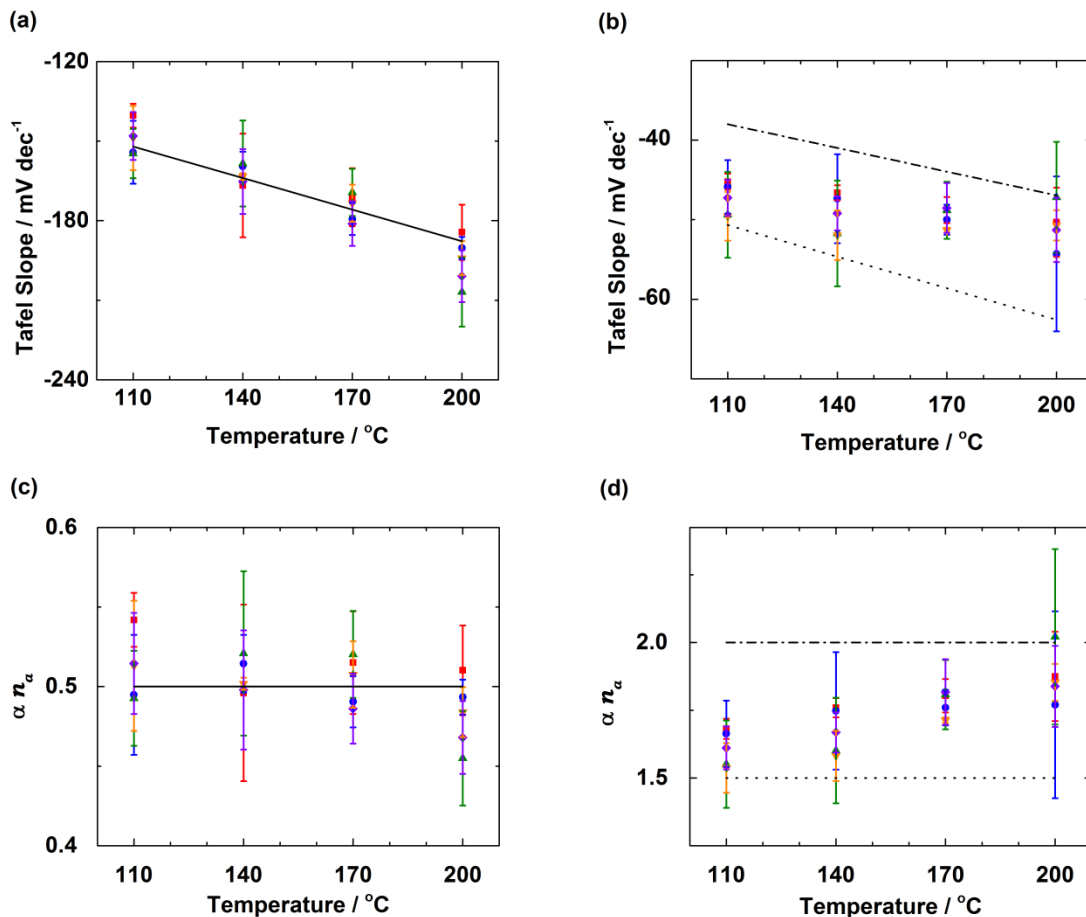 (a)
-120
-180
-240
Tafel Slope / mV dec⁻¹
110 140 170 200
Temperature / °C
(b)
-40
-60
Tafel Slope / mV dec⁻¹
110 140 170 200
Temperature / °C
(c)
0.6
0.5
0.4
α nα
110 140 170 200
Temperature / °C
(d)
2.0
1.5
α nα
110 140 170 200
Temperature / °C